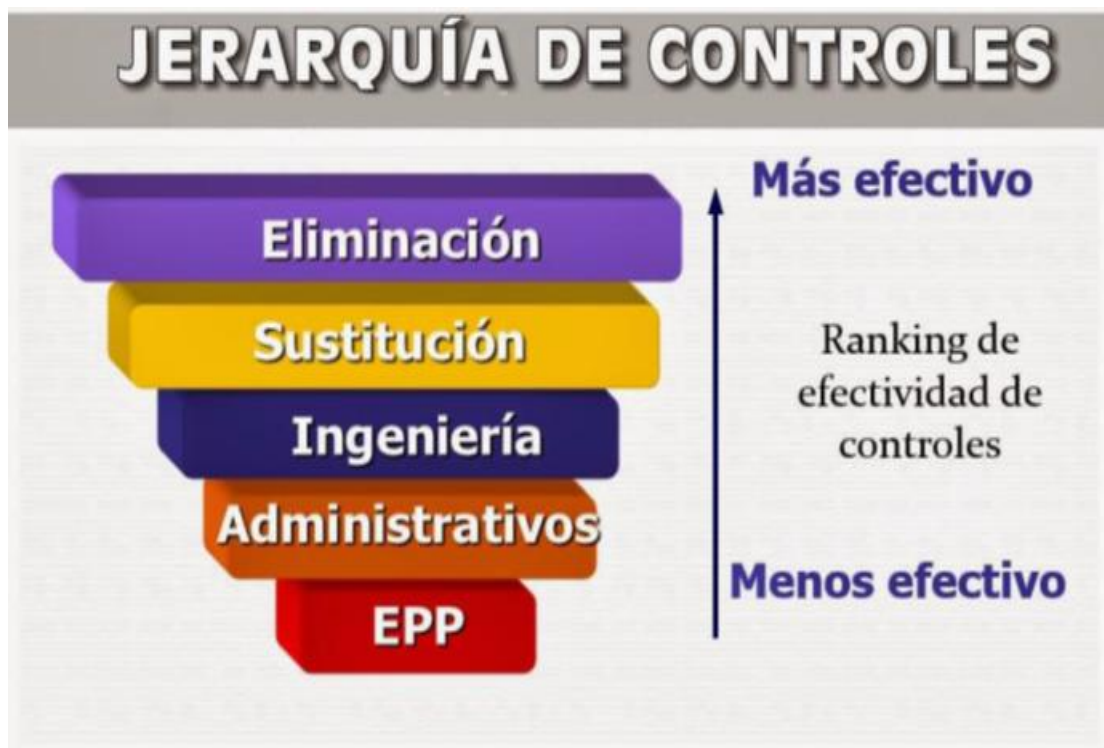 JERARQUÍA DE CONTROLES
Más efectivo
Eliminación
Sustitución
Ingeniería
Administrativos
EPP
Ranking de
efectividad de
controles
Menos efectivo